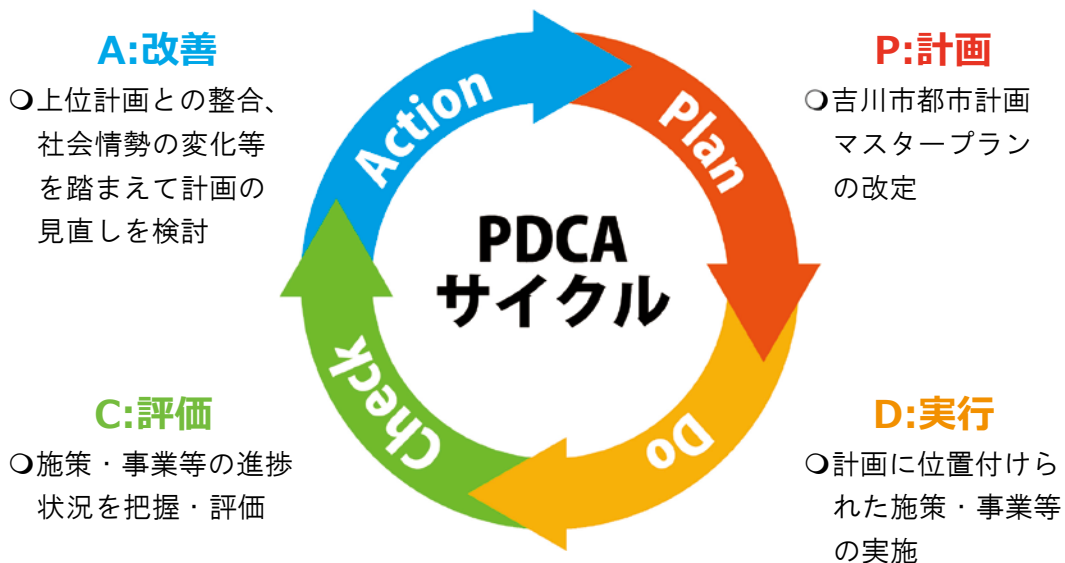 A:改善
○上位計画との整合、
社会情勢の変化等
を踏まえて計画の
見直しを検討
P:計画
○吉川市都市計画
マスタープラン
の改定
Action
Plan
PDCA
サイクル
Check
Do
C:評価
○施策・事業等の進捗
状況を把握・評価
D:実行
○計画に位置付けら
れた施策・事業等
の実施